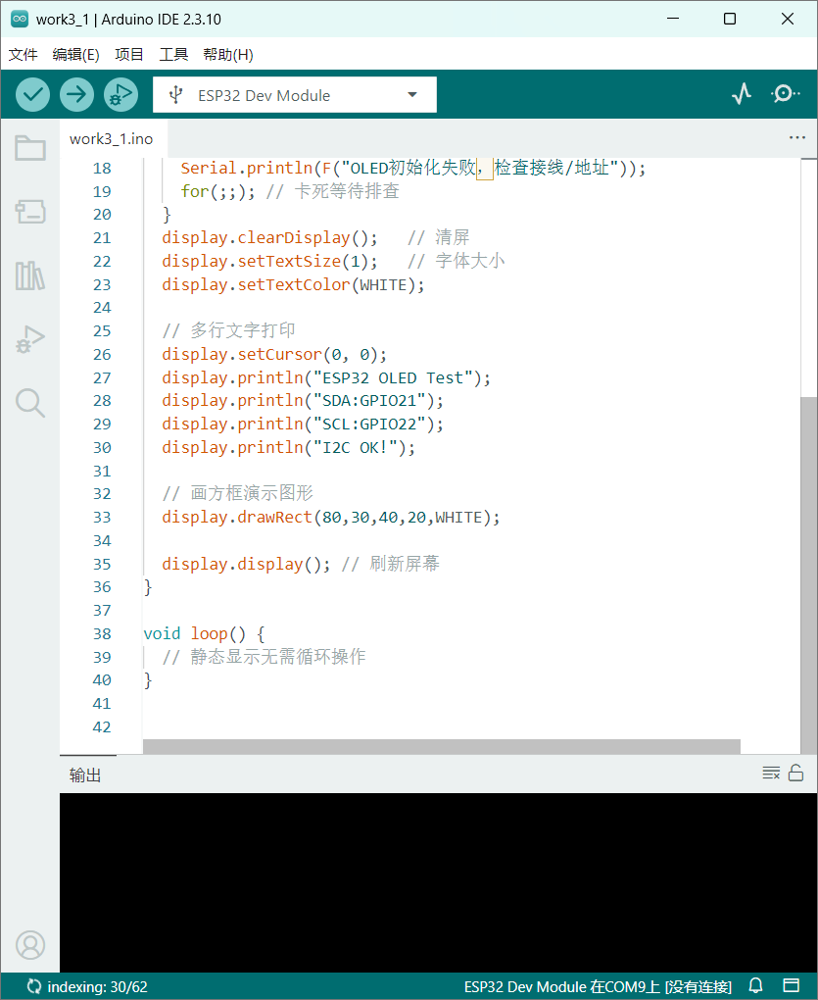 work3_1 | Arduino IDE 2.3.10
文件 编辑(E) 项目 工具 帮助(H)
ESP32 Dev Module
work3_1.ino
18 Serial.println(F("OLED初始化失败，检查接线/地址"));
19 for(;;); // 卡死等待排查
20 }
21 display.clearDisplay(); // 清屏
22 display.setTextSize(1); // 字体大小
23 display.setTextColor(WHITE);
24
25 // 多行文字打印
26 display.setCursor(0, 0);
27 display.println("ESP32 OLED Test");
28 display.println("SDA:GPIO21");
29 display.println("SCL:GPIO22");
30 display.println("I2C OK!");
31
32 // 画方框演示图形
33 display.drawRect(80,30,40,20,WHITE);
34
35 display.display(); // 刷新屏幕
36 }
37
38 void loop() {
39 // 静态显示无需循环操作
40 }
41
42
输出
indexing: 30/62 ESP32 Dev Module 在COM9上 [没有连接]